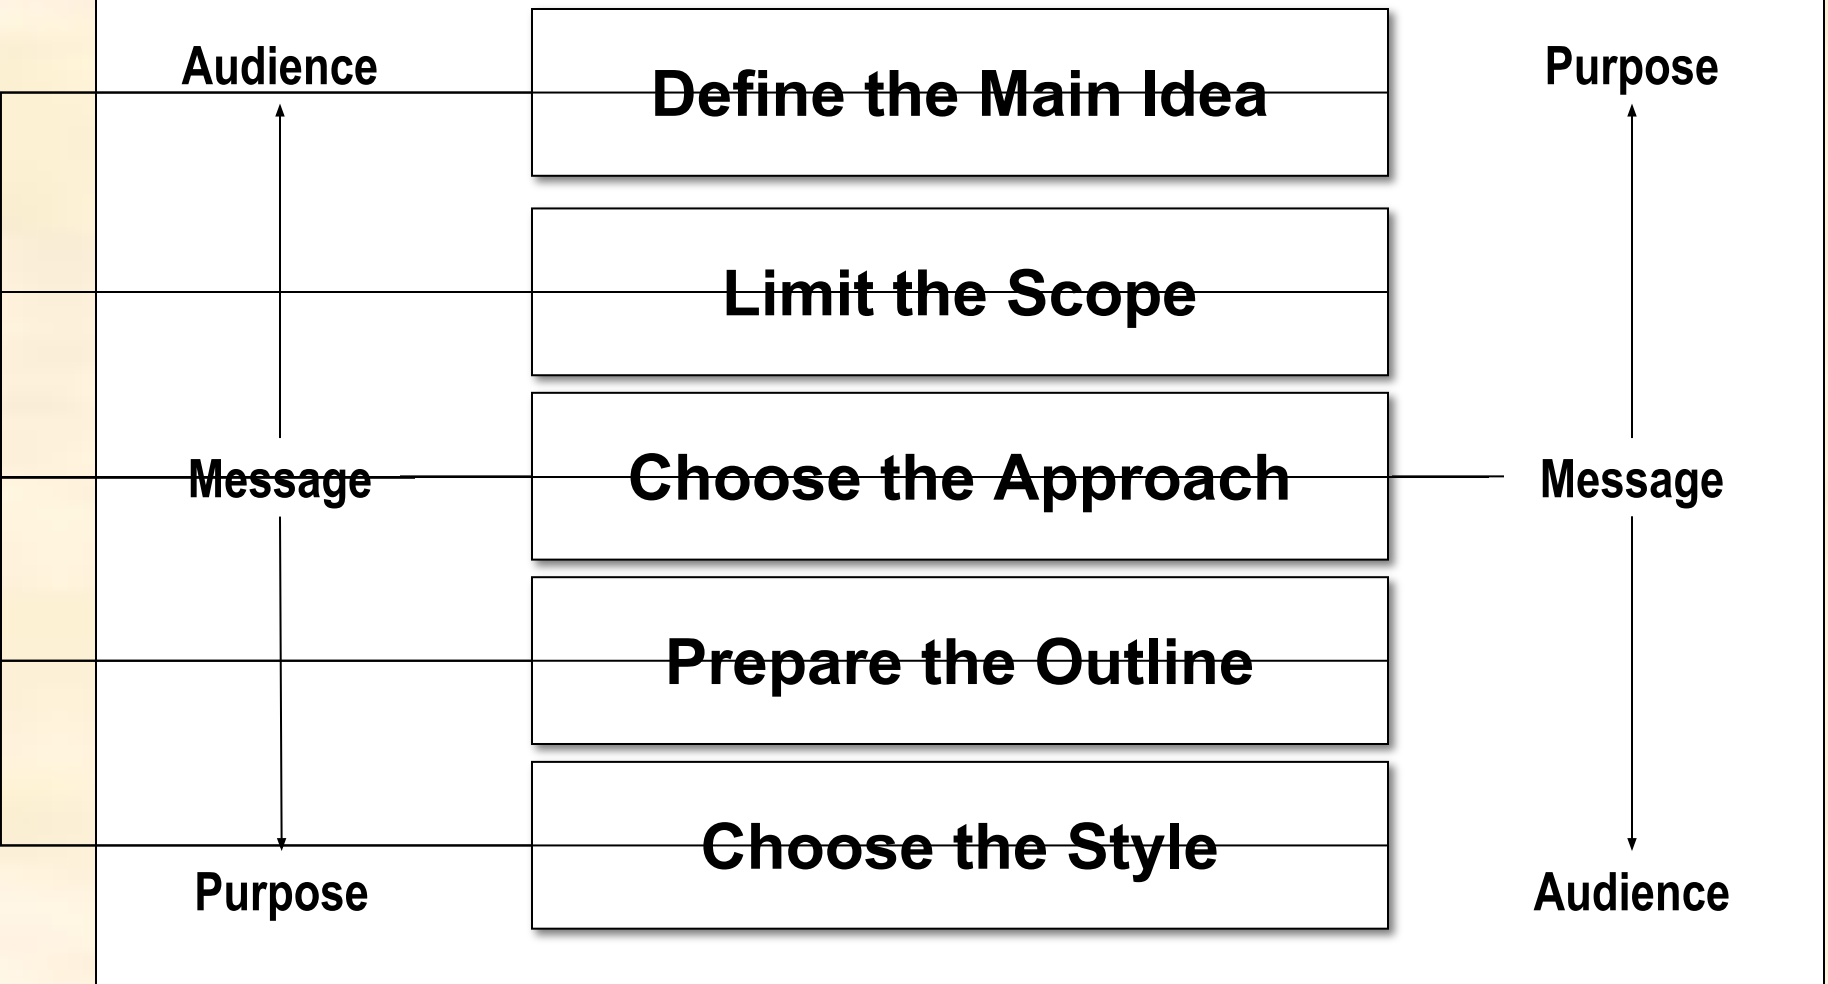 Audience
Define the Main Idea
Purpose
Limit the Scope
Message
Choose the Approach
Message
Prepare the Outline
Choose the Style
Purpose
Audience